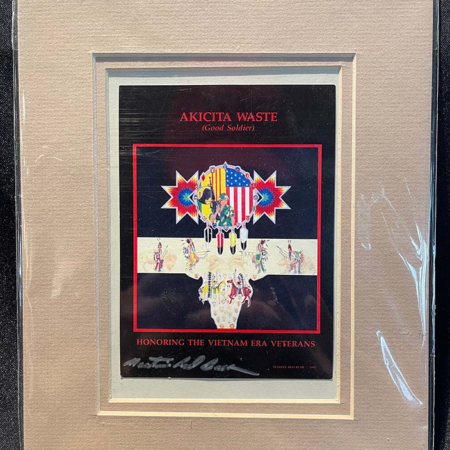 AKICITA WASTE
(Good Soldier)
HONORING THE VIETNAM ERA VETERANS